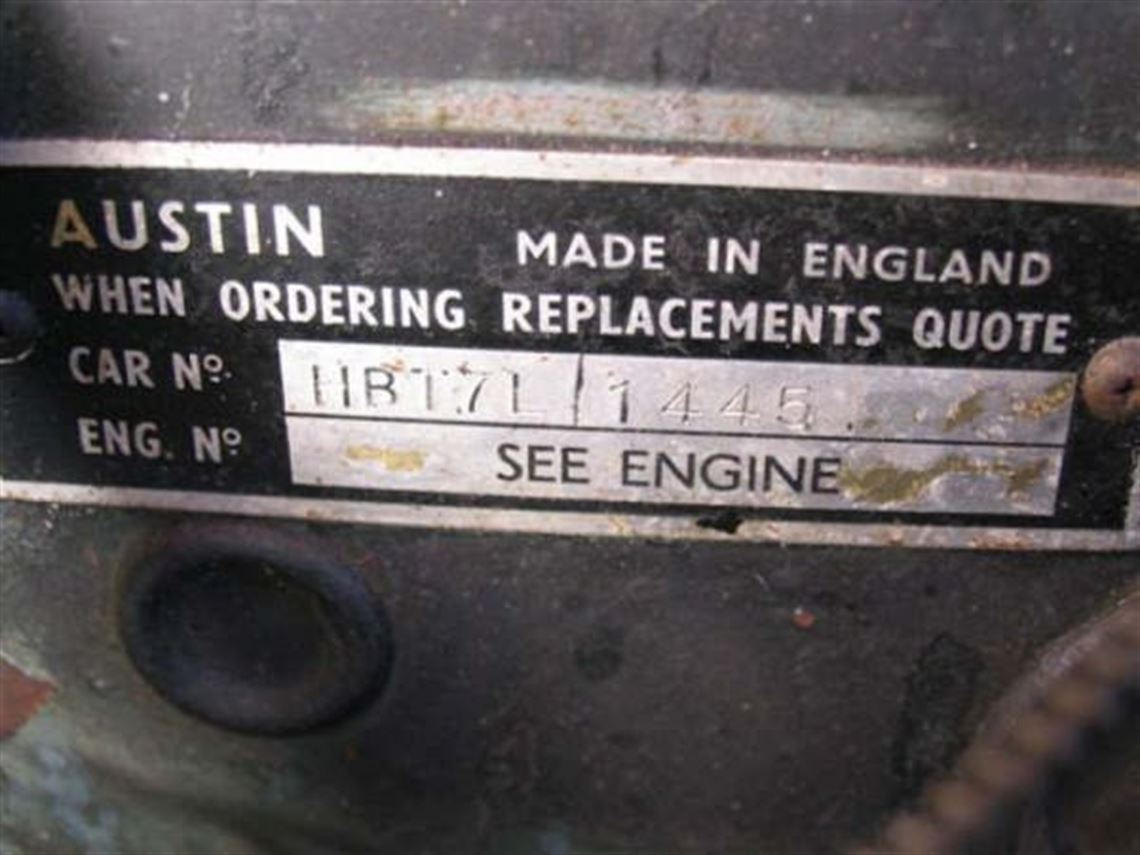 AUSTIN MADE IN ENGLAND
WHEN ORDERING REPLACEMENTS QUOTE
CAR Nº. HBT7L/1445
ENG. Nº SEE ENGINE